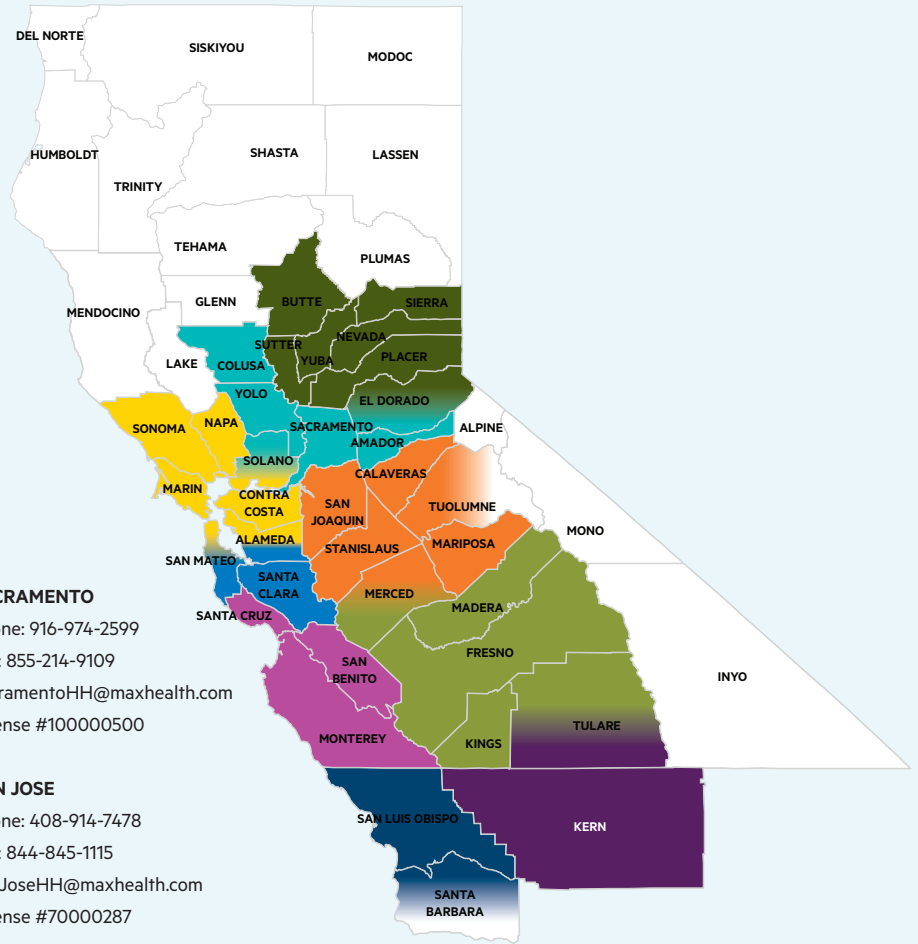 DEL NORTE
SISKIYOU
MODOC
HUMBOLDT
TRINITY
SHASTA
LASSEN
TEHAMA
PLUMAS
MENDOCINO
GLENN
BUTTE
SIERRA
LAKE
COLUSA
SUTTER
YUBA
NEVADA
PLACER
YOLO
EL DORADO
SONOMA
NAPA
SACRAMENTO
ALPINE
AMADOR
SOLANO
CALAVERAS
MARIN
CONTRA
COSTA
SAN
JOAQUIN
TUOLUMNE
MONO
ALAMEDA
STANISLAUS
MARIPOSA
SAN MATEO
SANTA
CLARA
MERCED
MADERA
SANTA CRUZ
FRESNO
SAN
BENITO
INYO
MONTEREY
KINGS
TULARE
SAN LUIS OBISPO
KERN
SANTA
BARBARA
CRAMENTO
one: 916-974-2599
: 855-214-9109
ramentoHH@maxhealth.com
ense #100000500
N JOSE
one: 408-914-7478
: 844-845-1115
JoseHH@maxhealth.com
ense #70000287